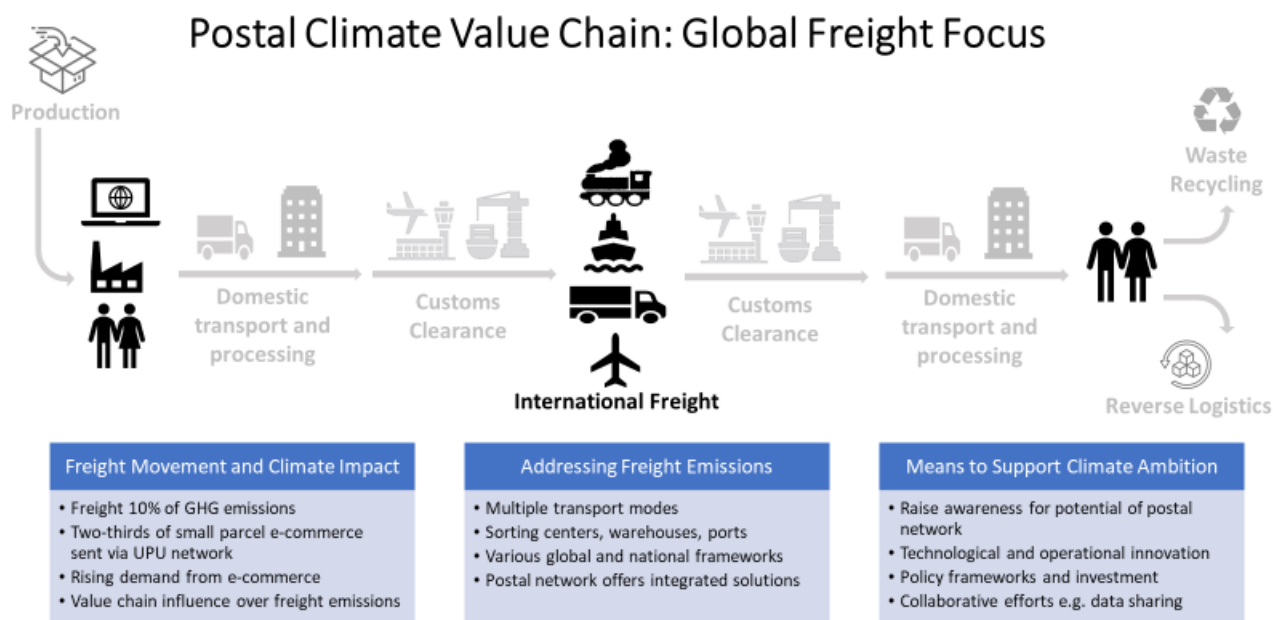 Postal Climate Value Chain: Global Freight Focus
Production
Waste
Recycling
Domestic
transport and
processing
Customs
Clearance
International Freight
Customs
Clearance
Domestic
transport and
processing
Reverse Logistics
Freight Movement and Climate Impact
• Freight 10% of GHG emissions
• Two-thirds of small parcel e-commerce
sent via UPU network
• Rising demand from e-commerce
• Value chain influence over freight emissions
Addressing Freight Emissions
• Multiple transport modes
• Sorting centers, warehouses, ports
• Various global and national frameworks
• Postal network offers integrated solutions
Means to Support Climate Ambition
• Raise awareness for potential of postal
network
• Technological and operational innovation
• Policy frameworks and investment
• Collaborative efforts e.g. data sharing